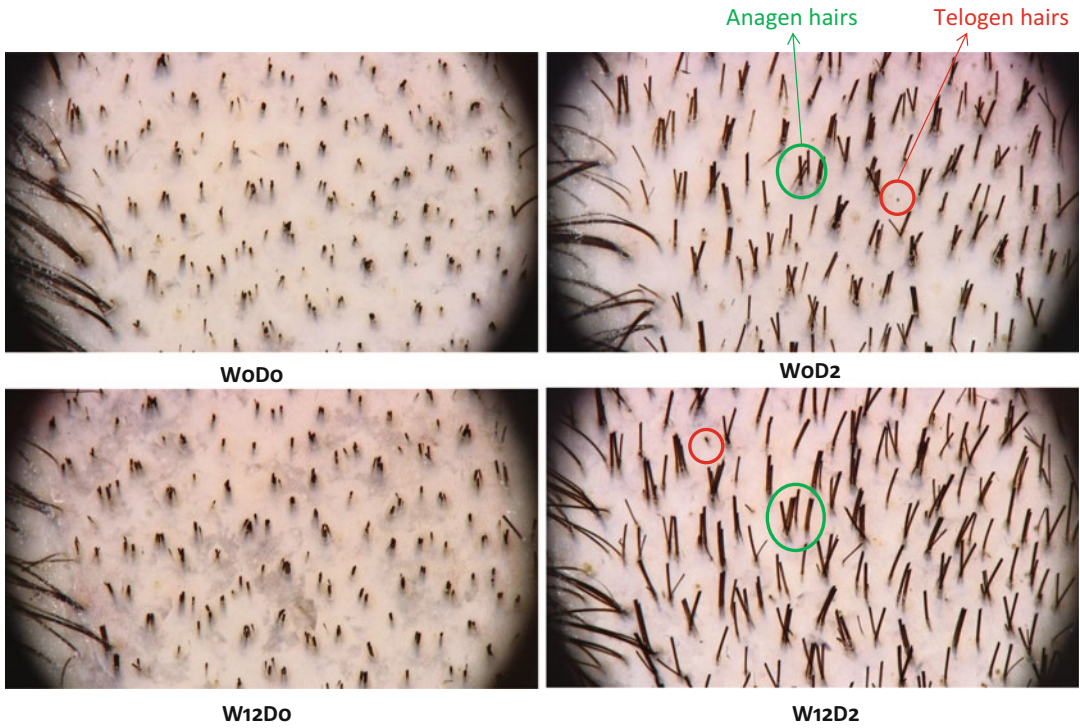 Anagen hairs
Telogen hairs
W0D0
W0D2
W12D0
W12D2